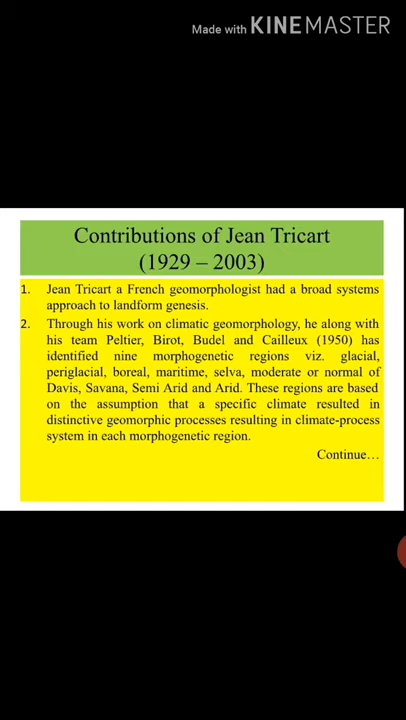 Made with KINEMASTER
Contributions of Jean Tricart
(1929 – 2003)
1. Jean Tricart a French geomorphologist had a broad systems
approach to landform genesis.
2. Through his work on climatic geomorphology, he along with
his team Peltier, Birot, Budel and Cailleux (1950) has
identified nine morphogenetic regions viz. glacial,
periglacial, boreal, maritime, selva, moderate or normal of
Davis, Savana, Semi Arid and Arid. These regions are based
on the assumption that a specific climate resulted in
distinctive geomorphic processes resulting in climate-process
system in each morphogenetic region.
Continue…